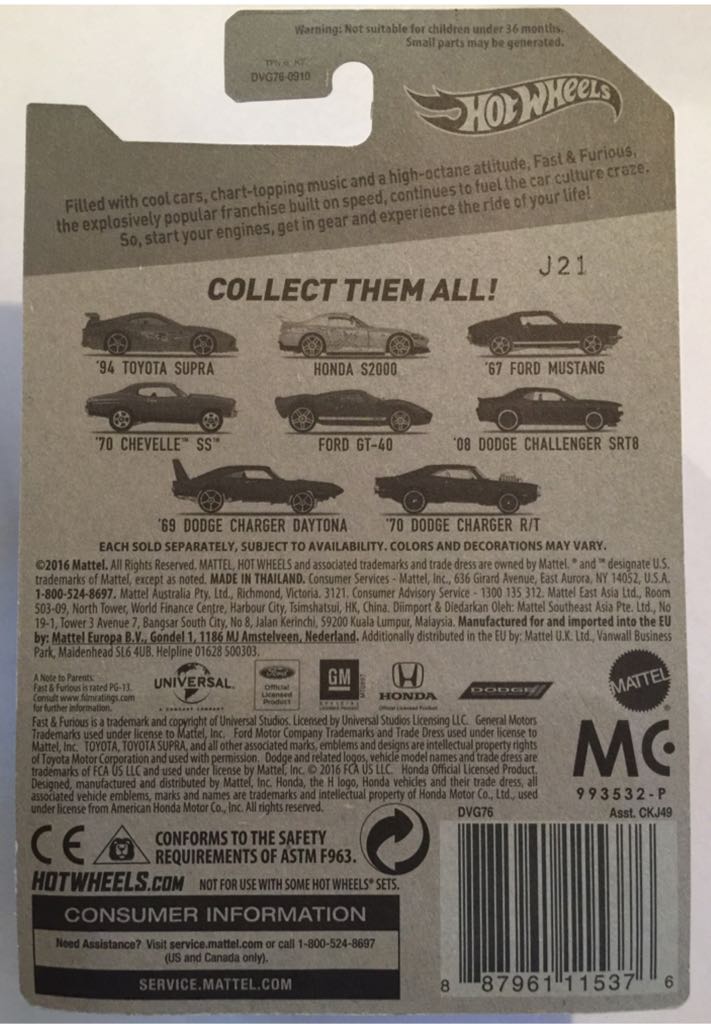 Warning: Not suitable for children under 36 months.
Small parts may be generated.
DVG76-0910
HOT WHEELS
Filled with cool cars, chart-topping music and a high-octane attitude, Fast & Furious,
the explosively popular franchise built on speed, continues to fuel the car culture craze.
So, start your engines, get in gear and experience the ride of your life!
J21
COLLECT THEM ALL!
'94 TOYOTA SUPRA
HONDA S2000
'67 FORD MUSTANG
'70 CHEVELLE™ SS™
FORD GT-40
'08 DODGE CHALLENGER SRT8
'69 DODGE CHARGER DAYTONA
'70 DODGE CHARGER R/T
EACH SOLD SEPARATELY, SUBJECT TO AVAILABILITY. COLORS AND DECORATIONS MAY VARY.
©2016 Mattel. All Rights Reserved. MATTEL, HOT WHEELS and associated trademarks and trade dress are owned by Mattel. ® and ™ designate U.S.
trademarks of Mattel, except as noted. MADE IN THAILAND. Consumer Services - Mattel, Inc., 636 Girard Avenue, East Aurora, NY 14052, U.S.A.
1-800-524-8697. Mattel Australia Pty., Ltd., Richmond, Victoria. 3121. Consumer Advisory Service - 1300 135 312. Mattel East Asia Ltd., Room
503-09, North Tower, World Finance Centre, Harbour City, Tsimshatsui, HK, China. Diimport & Diedarkan Oleh: Mattel Southeast Asia Pte. Ltd., No
19-1, Tower 3 Avenue 7, Bangsar South City, No 8, Jalan Kerinchi, 59200 Kuala Lumpur, Malaysia. Manufactured for and imported into the EU
by: Mattel Europa B.V., Gondel 1, 1186 MJ Amstelveen, Nederland. Additionally distributed in the EU by: Mattel U.K. Ltd., Vanwall Business
Park, Maidenhead SL6 4UB. Helpline 01628 500303.
A Note to Parents:
Fast & Furious is rated PG-13.
Consult www.filmratings.com
for further information.
UNIVERSAL
A COMCAST COMPANY
Ford
Official
Licensed
Product
GM
HONDA
Official Licensed Product
DODGE
MATTEL
Fast & Furious is a trademark and copyright of Universal Studios. Licensed by Universal Studios Licensing LLC. General Motors
Trademarks used under license to Mattel, Inc. Ford Motor Company Trademarks and Trade Dress used under license to
Mattel, Inc. TOYOTA, TOYOTA SUPRA, and all other associated marks, emblems and designs are intellectual property rights
of Toyota Motor Corporation and used with permission. Dodge and related logos, vehicle model names and trade dress are
trademarks of FCA US LLC and used under license by Mattel, Inc. © 2016 FCA US LLC. Honda Official Licensed Product.
Designed, manufactured and distributed by Mattel, Inc. Honda, the H logo, Honda vehicles and their trade dress, all
associated vehicle emblems, marks and names are trademarks and intellectual property of Honda Motor Co., Ltd., used
under license from American Honda Motor Co., Inc. All rights reserved.
MC
993532-P
DVG76
Asst. CKJ49
CE
CONFORMS TO THE SAFETY
REQUIREMENTS OF ASTM F963.
HOTWHEELS.COM
NOT FOR USE WITH SOME HOT WHEELS® SETS.
CONSUMER INFORMATION
Need Assistance? Visit service.mattel.com or call 1-800-524-8697
(US and Canada only).
SERVICE.MATTEL.COM
8 87961 11537 6